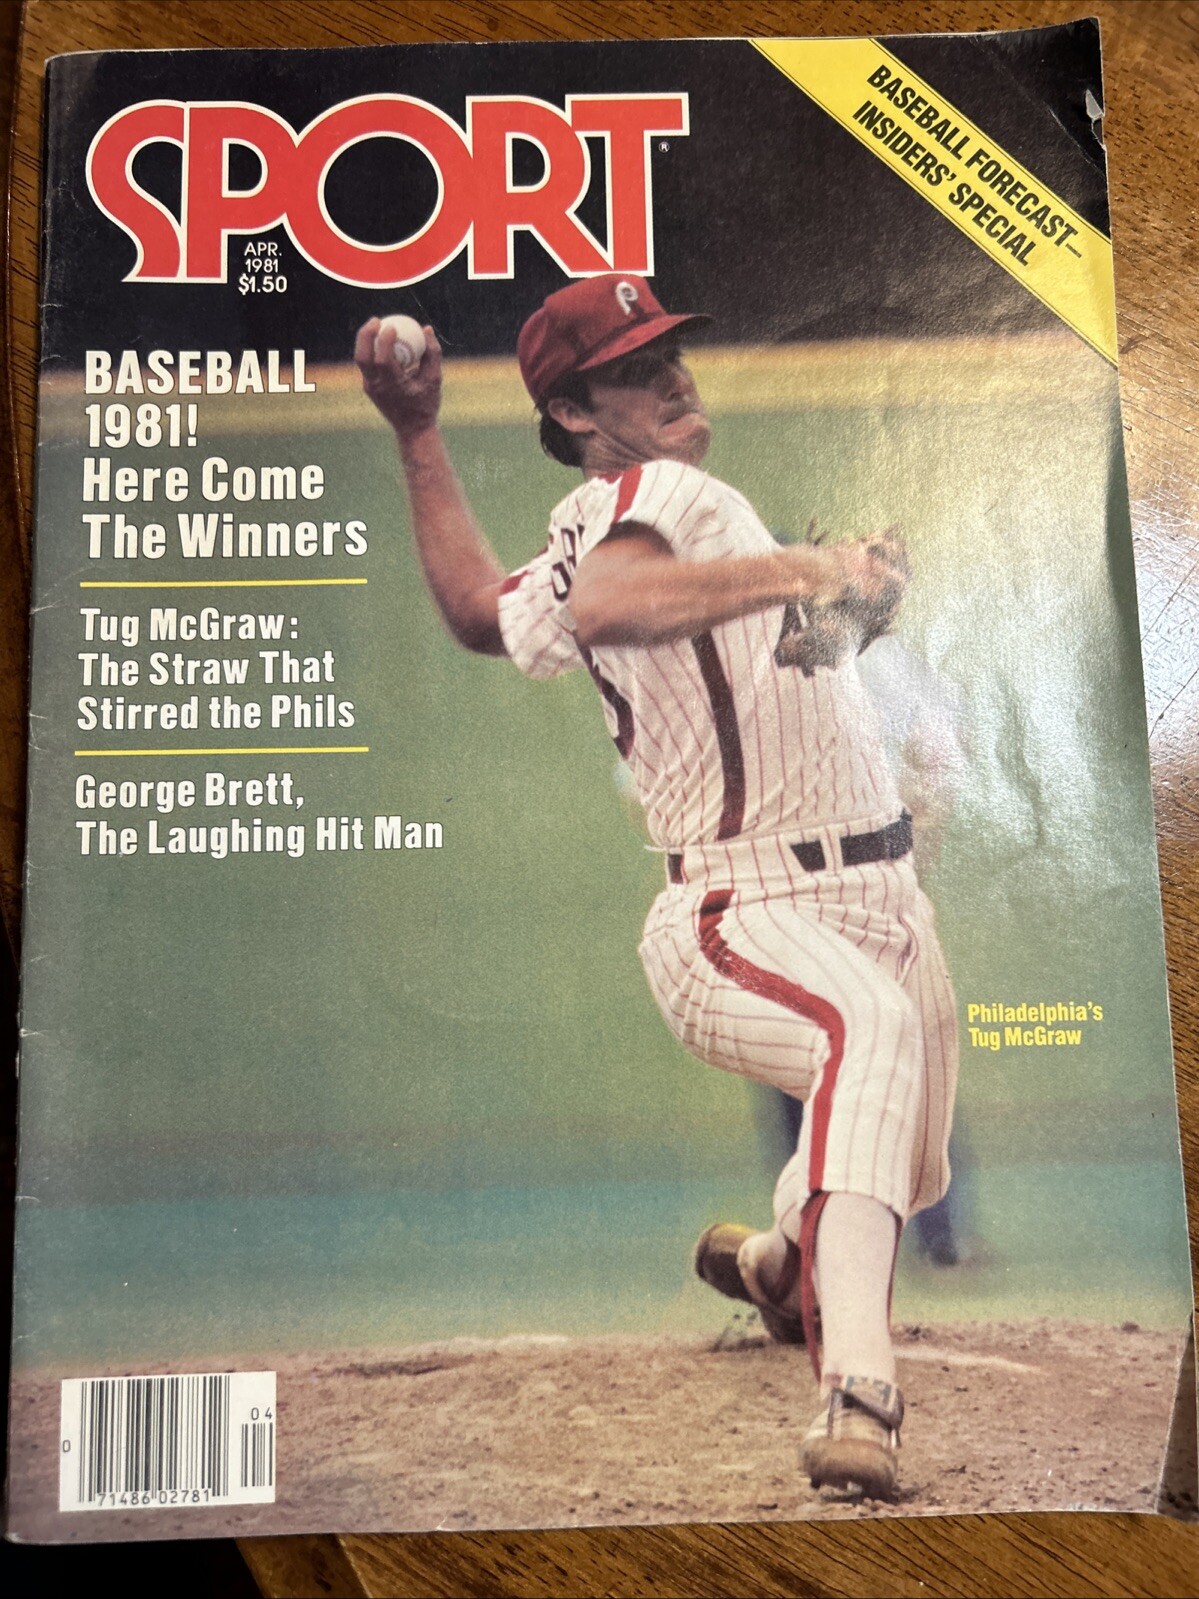 SPORT®
APR.
1981
$1.50
BASEBALL FORECAST—
INSIDERS' SPECIAL
BASEBALL
1981!
Here Come
The Winners
Tug McGraw:
The Straw That
Stirred the Phils
George Brett,
The Laughing Hit Man
P
Philadelphia's
Tug McGraw
04
0 71486 02781